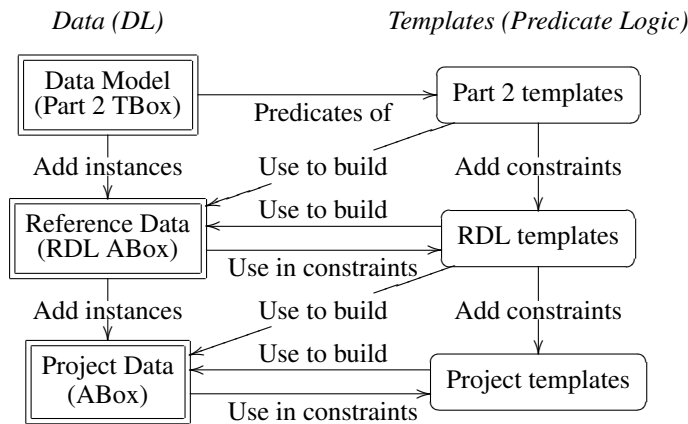 Data (DL)
Templates (Predicate Logic)
Data Model
(Part 2 TBox)
Predicates of
Part 2 templates
Add instances
Use to build
Add constraints
Use to build
Reference Data
(RDL ABox)
RDL templates
Use in constraints
Add instances
Use to build
Add constraints
Use to build
Project Data
(ABox)
Project templates
Use in constraints